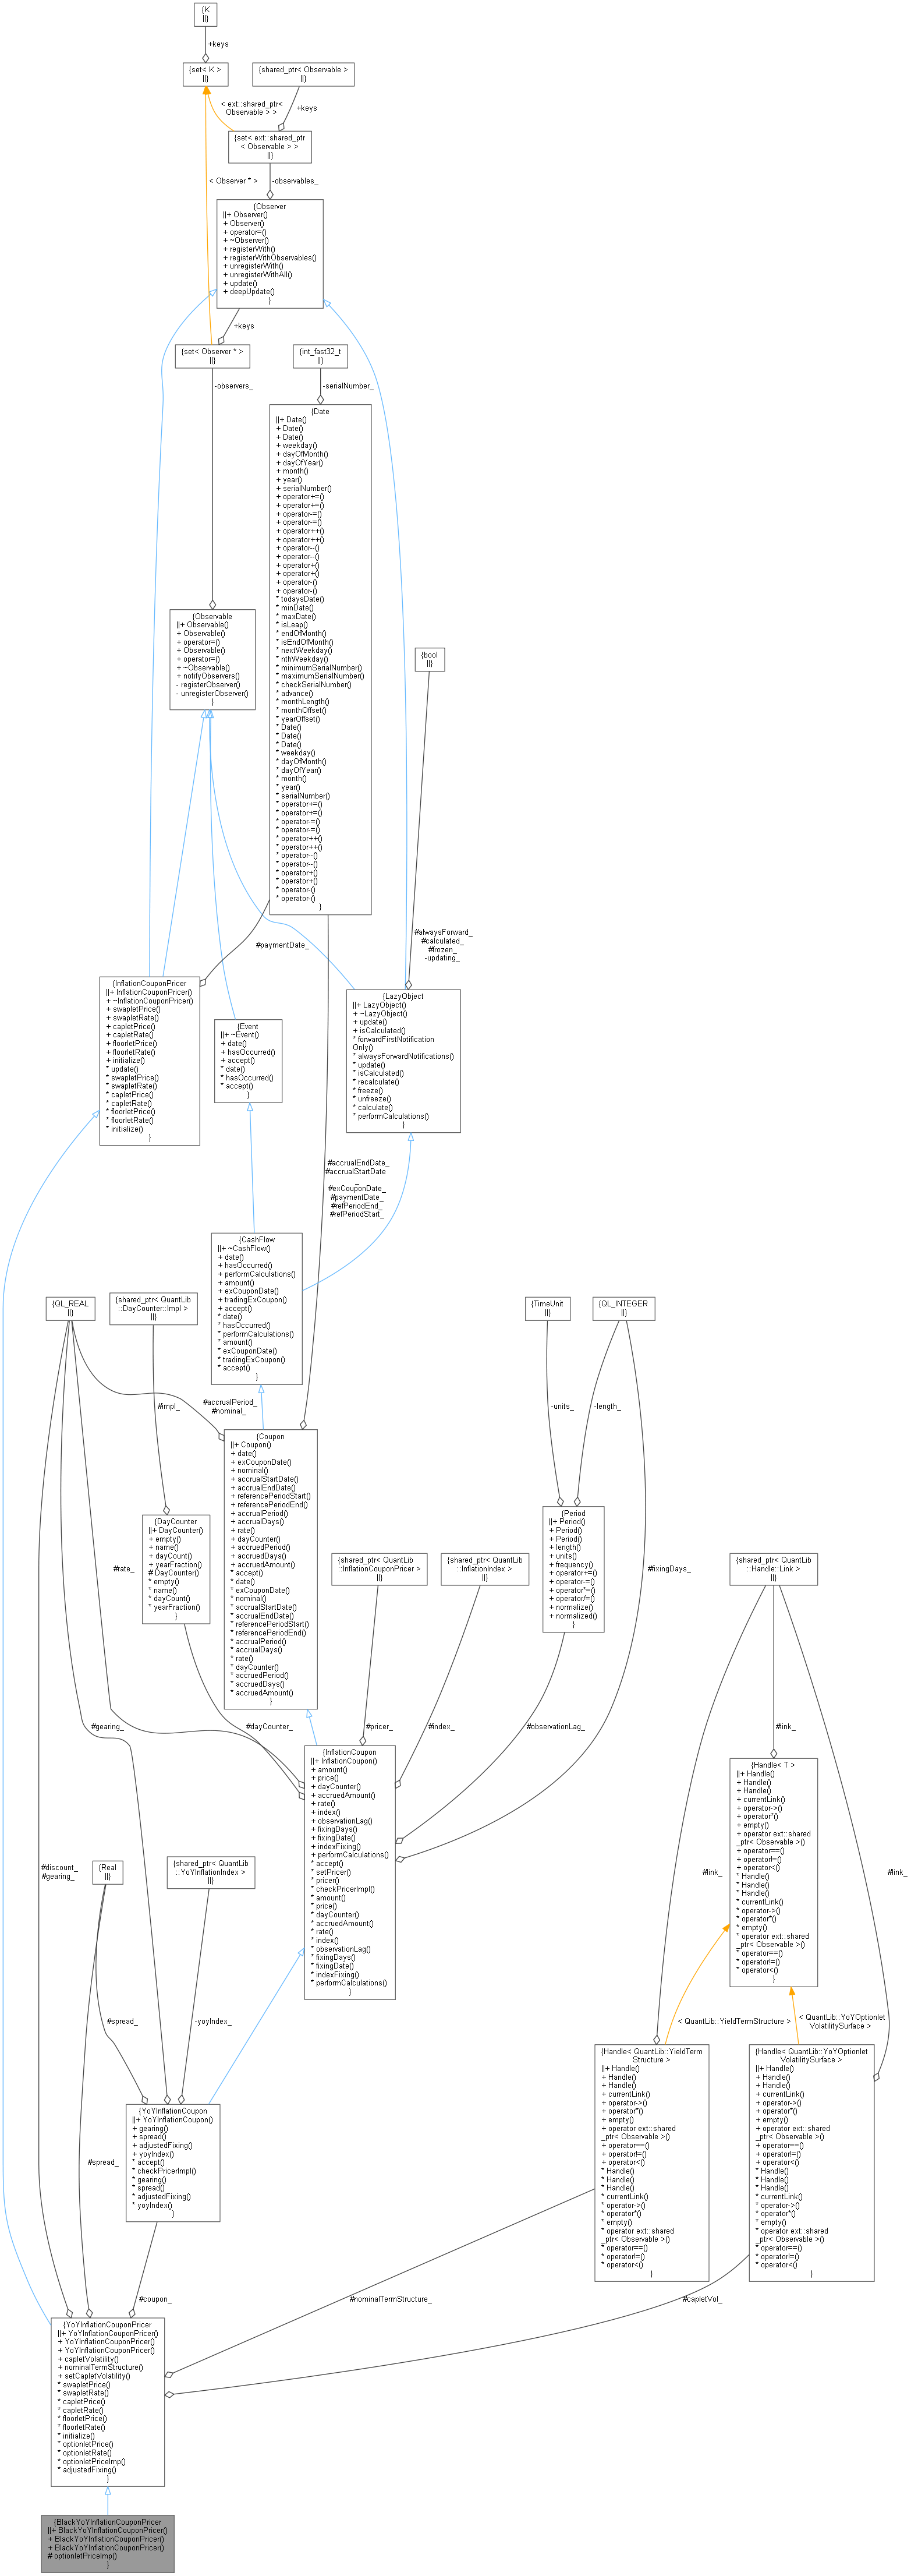 {K
||}
+keys
{set< K >
||}
{shared_ptr< Observable >
||}
< ext::shared_ptr<
Observable > >
+keys
{set< ext::shared_ptr
< Observable > >
||}
< Observer * >
-observables_
{Observer
||+ Observer()
+ Observer()
+ operator=()
+ ~Observer()
+ registerWith()
+ registerWithObservables()
+ unregisterWith()
+ unregisterWithAll()
+ update()
+ deepUpdate()
}
+keys
{set< Observer * >
||}
{int_fast32_t
||}
-observers_
-serialNumber_
{Date
||+ Date()
+ Date()
+ Date()
+ weekday()
+ dayOfMonth()
+ dayOfYear()
+ month()
+ year()
+ serialNumber()
+ operator+=()
+ operator+=()
+ operator-=()
+ operator-=()
+ operator++()
+ operator++()
+ operator--()
+ operator--()
+ operator+()
+ operator+()
+ operator-()
+ operator-()
* todaysDate()
* minDate()
* maxDate()
* isLeap()
* endOfMonth()
* isEndOfMonth()
* nextWeekday()
* nthWeekday()
* minimumSerialNumber()
* maximumSerialNumber()
* checkSerialNumber()
* advance()
* monthLength()
* monthOffset()
* yearOffset()
* Date()
* Date()
* Date()
* weekday()
* dayOfMonth()
* dayOfYear()
* month()
* year()
* serialNumber()
* operator+=()
* operator+=()
* operator-=()
* operator-=()
* operator++()
* operator++()
* operator--()
* operator--()
* operator+()
* operator+()
* operator-()
* operator-()
}
{Observable
||+ Observable()
+ Observable()
+ operator=()
+ Observable()
+ operator=()
+ ~Observable()
+ notifyObservers()
- registerObserver()
- unregisterObserver()
}
{bool
||}
#alwaysForward_
#calculated_
#frozen_
-updating_
#paymentDate_
{InflationCouponPricer
||+ InflationCouponPricer()
+ ~InflationCouponPricer()
+ swapletPrice()
+ swapletRate()
+ capletPrice()
+ capletRate()
+ floorletPrice()
+ floorletRate()
+ initialize()
* update()
* swapletPrice()
* swapletRate()
* capletPrice()
* capletRate()
* floorletPrice()
* floorletRate()
* initialize()
}
{Event
||+ ~Event()
+ date()
+ hasOccurred()
+ accept()
* date()
* hasOccurred()
* accept()
}
{LazyObject
||+ LazyObject()
+ ~LazyObject()
+ update()
+ isCalculated()
* forwardFirstNotification
Only()
* alwaysForwardNotifications()
* update()
* isCalculated()
* recalculate()
* freeze()
* unfreeze()
* calculate()
* performCalculations()
}
#accrualEndDate_
#accrualStartDate
_
#exCouponDate_
#paymentDate_
#refPeriodEnd_
#refPeriodStart_
{CashFlow
||+ ~CashFlow()
+ date()
+ hasOccurred()
+ performCalculations()
+ amount()
+ exCouponDate()
+ tradingExCoupon()
+ accept()
* date()
* hasOccurred()
* performCalculations()
* amount()
* exCouponDate()
* tradingExCoupon()
* accept()
}
{QL_REAL
||}
{shared_ptr< QuantLib
::DayCounter::Impl >
||}
{TimeUnit
||}
{QL_INTEGER
||}
#impl_
#accrualPeriod_
#nominal_
-units_
-length_
{Coupon
||+ Coupon()
+ date()
+ exCouponDate()
+ nominal()
+ accrualStartDate()
+ accrualEndDate()
+ referencePeriodStart()
+ referencePeriodEnd()
+ accrualPeriod()
+ accrualDays()
+ rate()
+ dayCounter()
+ accruedPeriod()
+ accruedDays()
+ accruedAmount()
* accept()
* date()
* exCouponDate()
* nominal()
* accrualStartDate()
* accrualEndDate()
* referencePeriodStart()
* referencePeriodEnd()
* accrualPeriod()
* accrualDays()
* rate()
* dayCounter()
* accruedPeriod()
* accruedDays()
* accruedAmount()
}
{DayCounter
||+ DayCounter()
+ empty()
+ name()
+ dayCount()
+ yearFraction()
# DayCounter()
* empty()
* name()
* dayCount()
* yearFraction()
}
{Period
||+ Period()
+ Period()
+ Period()
+ length()
+ units()
+ frequency()
+ operator+=()
+ operator-=()
+ operator*=()
+ operator/=()
+ normalize()
+ normalized()
}
#rate_
{shared_ptr< QuantLib
::InflationCouponPricer >
||}
{shared_ptr< QuantLib
::InflationIndex >
||}
#fixingDays_
{shared_ptr< QuantLib
::Handle::Link >
||}
#gearing_
#dayCounter_
#pricer_
#index_
#observationLag_
#link_
{InflationCoupon
||+ InflationCoupon()
+ amount()
+ price()
+ dayCounter()
+ accruedAmount()
+ rate()
+ index()
+ observationLag()
+ fixingDays()
+ fixingDate()
+ indexFixing()
+ performCalculations()
* accept()
* setPricer()
* pricer()
* checkPricerImpl()
* amount()
* price()
* dayCounter()
* accruedAmount()
* rate()
* index()
* observationLag()
* fixingDays()
* fixingDate()
* indexFixing()
* performCalculations()
}
{Handle< T >
||+ Handle()
+ Handle()
+ Handle()
+ currentLink()
+ operator->()
+ operator*()
+ empty()
+ operator ext::shared
_ptr< Observable >()
+ operator==()
+ operator!=()
+ operator<()
* Handle()
* Handle()
* Handle()
* currentLink()
* operator->()
* operator*()
* empty()
* operator ext::shared
_ptr< Observable >()
* operator==()
* operator!=()
* operator<()
}
#discount_
#gearing_
{Real
||}
{shared_ptr< QuantLib
::YoYInflationIndex >
||}
#link_
#link_
#spread_
-yoyIndex_
< QuantLib::YieldTermStructure >
< QuantLib::YoYOptionlet
VolatilitySurface >
#spread_
{YoYInflationCoupon
||+ YoYInflationCoupon()
+ gearing()
+ spread()
+ adjustedFixing()
+ yoyIndex()
* accept()
* checkPricerImpl()
* gearing()
* spread()
* adjustedFixing()
* yoyIndex()
}
{Handle< QuantLib::YieldTerm
Structure >
||+ Handle()
+ Handle()
+ Handle()
+ currentLink()
+ operator->()
+ operator*()
+ empty()
+ operator ext::shared
_ptr< Observable >()
+ operator==()
+ operator!=()
+ operator<()
* Handle()
* Handle()
* Handle()
* currentLink()
* operator->()
* operator*()
* empty()
* operator ext::shared
_ptr< Observable >()
* operator==()
* operator!=()
* operator<()
}
{Handle< QuantLib::YoYOptionlet
VolatilitySurface >
||+ Handle()
+ Handle()
+ Handle()
+ currentLink()
+ operator->()
+ operator*()
+ empty()
+ operator ext::shared
_ptr< Observable >()
+ operator==()
+ operator!=()
+ operator<()
* Handle()
* Handle()
* Handle()
* currentLink()
* operator->()
* operator*()
* empty()
* operator ext::shared
_ptr< Observable >()
* operator==()
* operator!=()
* operator<()
}
#coupon_
#nominalTermStructure_
#capletVol_
{YoYInflationCouponPricer
||+ YoYInflationCouponPricer()
+ YoYInflationCouponPricer()
+ YoYInflationCouponPricer()
+ capletVolatility()
+ nominalTermStructure()
+ setCapletVolatility()
* swapletPrice()
* swapletRate()
* capletPrice()
* capletRate()
* floorletPrice()
* floorletRate()
* initialize()
* optionletPrice()
* optionletRate()
* optionletPriceImp()
* adjustedFixing()
}
{BlackYoYInflationCouponPricer
||+ BlackYoYInflationCouponPricer()
+ BlackYoYInflationCouponPricer()
+ BlackYoYInflationCouponPricer()
# optionletPriceImp()
}